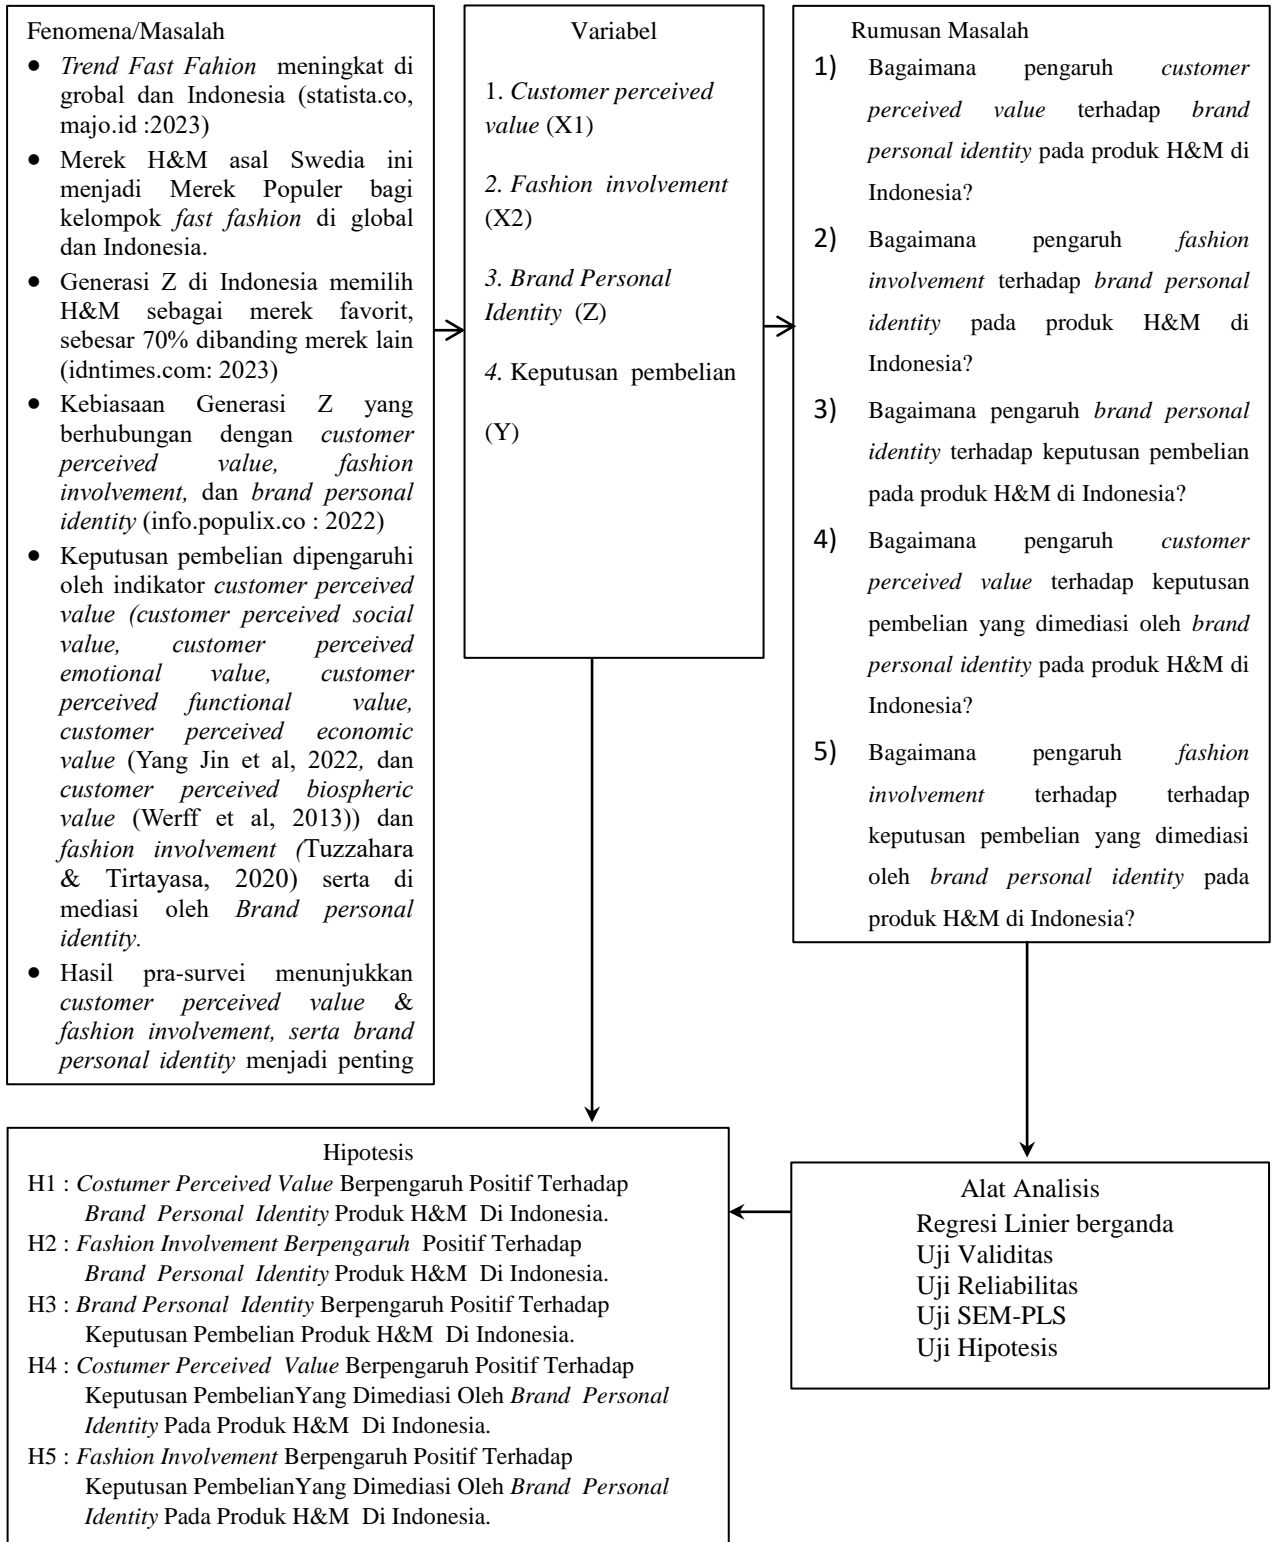 Fenomena/Masalah
• Trend Fast Fahion meningkat di
grobal dan Indonesia (statista.co,
majo.id :2023)
• Merek H&M asal Swedia ini
menjadi Merek Populer bagi
kelompok fast fashion di global
dan Indonesia.
• Generasi Z di Indonesia memilih
H&M sebagai merek favorit,
sebesar 70% dibanding merek lain
(idntimes.com: 2023)
• Kebiasaan Generasi Z yang
berhubungan dengan customer
perceived value, fashion
involvement, dan brand personal
identity (info.populix.co : 2022)
• Keputusan pembelian dipengaruhi
oleh indikator customer perceived
value (customer perceived social
value, customer perceived
emotional value, customer
perceived functional value,
customer perceived economic
value (Yang Jin et al, 2022, dan
customer perceived biospheric
value (Werff et al, 2013)) dan
fashion involvement (Tuzzahara
& Tirtayasa, 2020) serta di
mediasi oleh Brand personal
identity.
• Hasil pra-survei menunjukkan
customer perceived value &
fashion involvement, serta brand
personal identity menjadi penting
Variabel
1. Customer perceived
value (X1)
2. Fashion involvement
(X2)
3. Brand Personal
Identity (Z)
4. Keputusan pembelian
(Y)
Rumusan Masalah
1) Bagaimana pengaruh customer
perceived value terhadap brand
personal identity pada produk H&M di
Indonesia?
2) Bagaimana pengaruh fashion
involvement terhadap brand personal
identity pada produk H&M di
Indonesia?
3) Bagaimana pengaruh brand personal
identity terhadap keputusan pembelian
pada produk H&M di Indonesia?
4) Bagaimana pengaruh customer
perceived value terhadap keputusan
pembelian yang dimediasi oleh brand
personal identity pada produk H&M di
Indonesia?
5) Bagaimana pengaruh fashion
involvement terhadap terhadap
keputusan pembelian yang dimediasi
oleh brand personal identity pada
produk H&M di Indonesia?
Hipotesis
H1 : Costumer Perceived Value Berpengaruh Positif Terhadap
Brand Personal Identity Produk H&M Di Indonesia.
H2 : Fashion Involvement Berpengaruh Positif Terhadap
Brand Personal Identity Produk H&M Di Indonesia.
H3 : Brand Personal Identity Berpengaruh Positif Terhadap
Keputusan Pembelian Produk H&M Di Indonesia.
H4 : Costumer Perceived Value Berpengaruh Positif Terhadap
Keputusan PembelianYang Dimediasi Oleh Brand Personal
Identity Pada Produk H&M Di Indonesia.
H5 : Fashion Involvement Berpengaruh Positif Terhadap
Keputusan PembelianYang Dimediasi Oleh Brand Personal
Identity Pada Produk H&M Di Indonesia.
Alat Analisis
Regresi Linier berganda
Uji Validitas
Uji Reliabilitas
Uji SEM-PLS
Uji Hipotesis